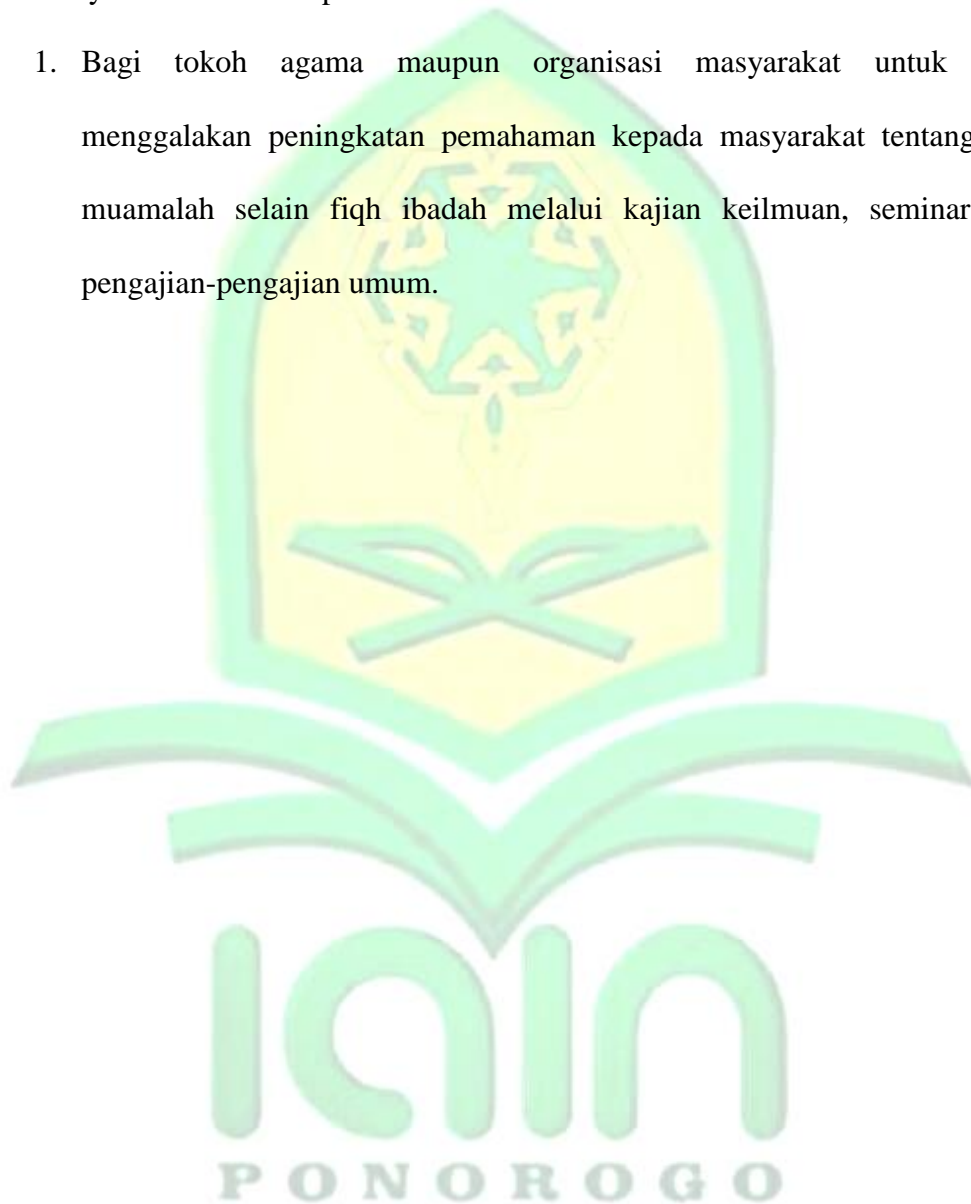 1. Bagi tokoh agama maupun organisasi masyarakat untuk
menggalakan peningkatan pemahaman kepada masyarakat tentang
muamalah selain fiqh ibadah melalui kajian keilmuan, seminar
pengajian-pengajian umum.
iain
PONOROGO